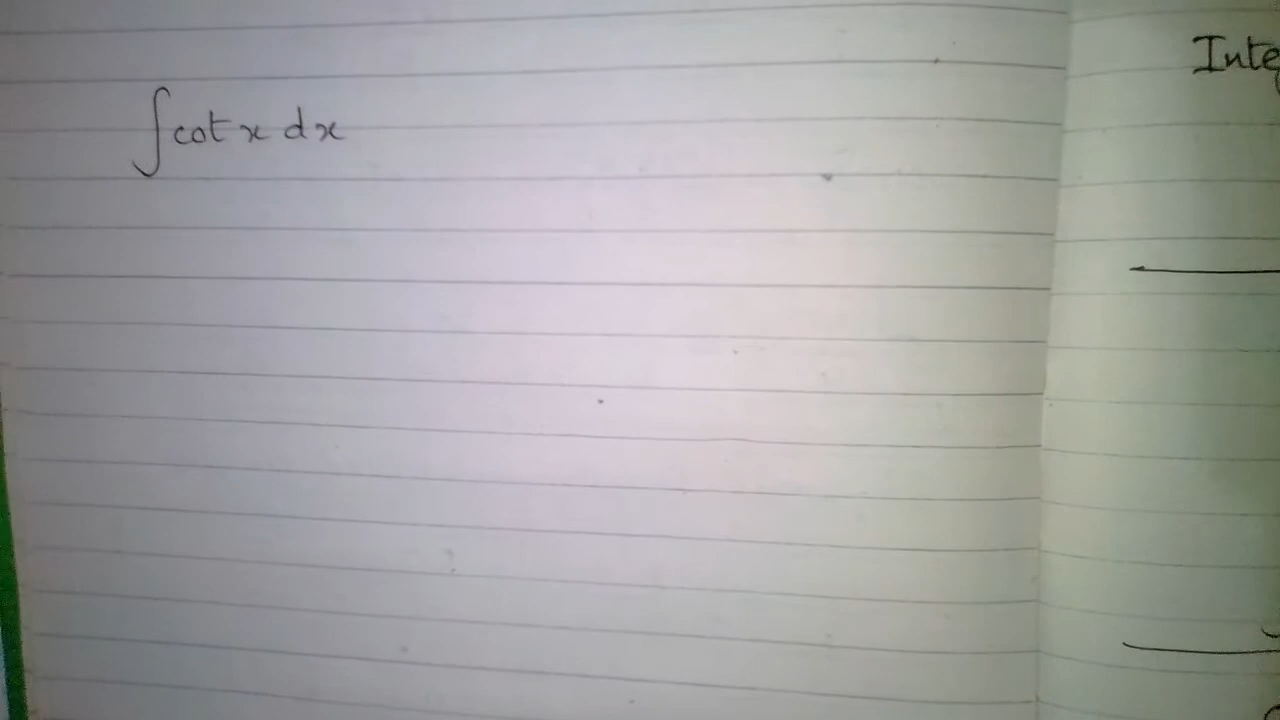 ∫cot x dx
Inte